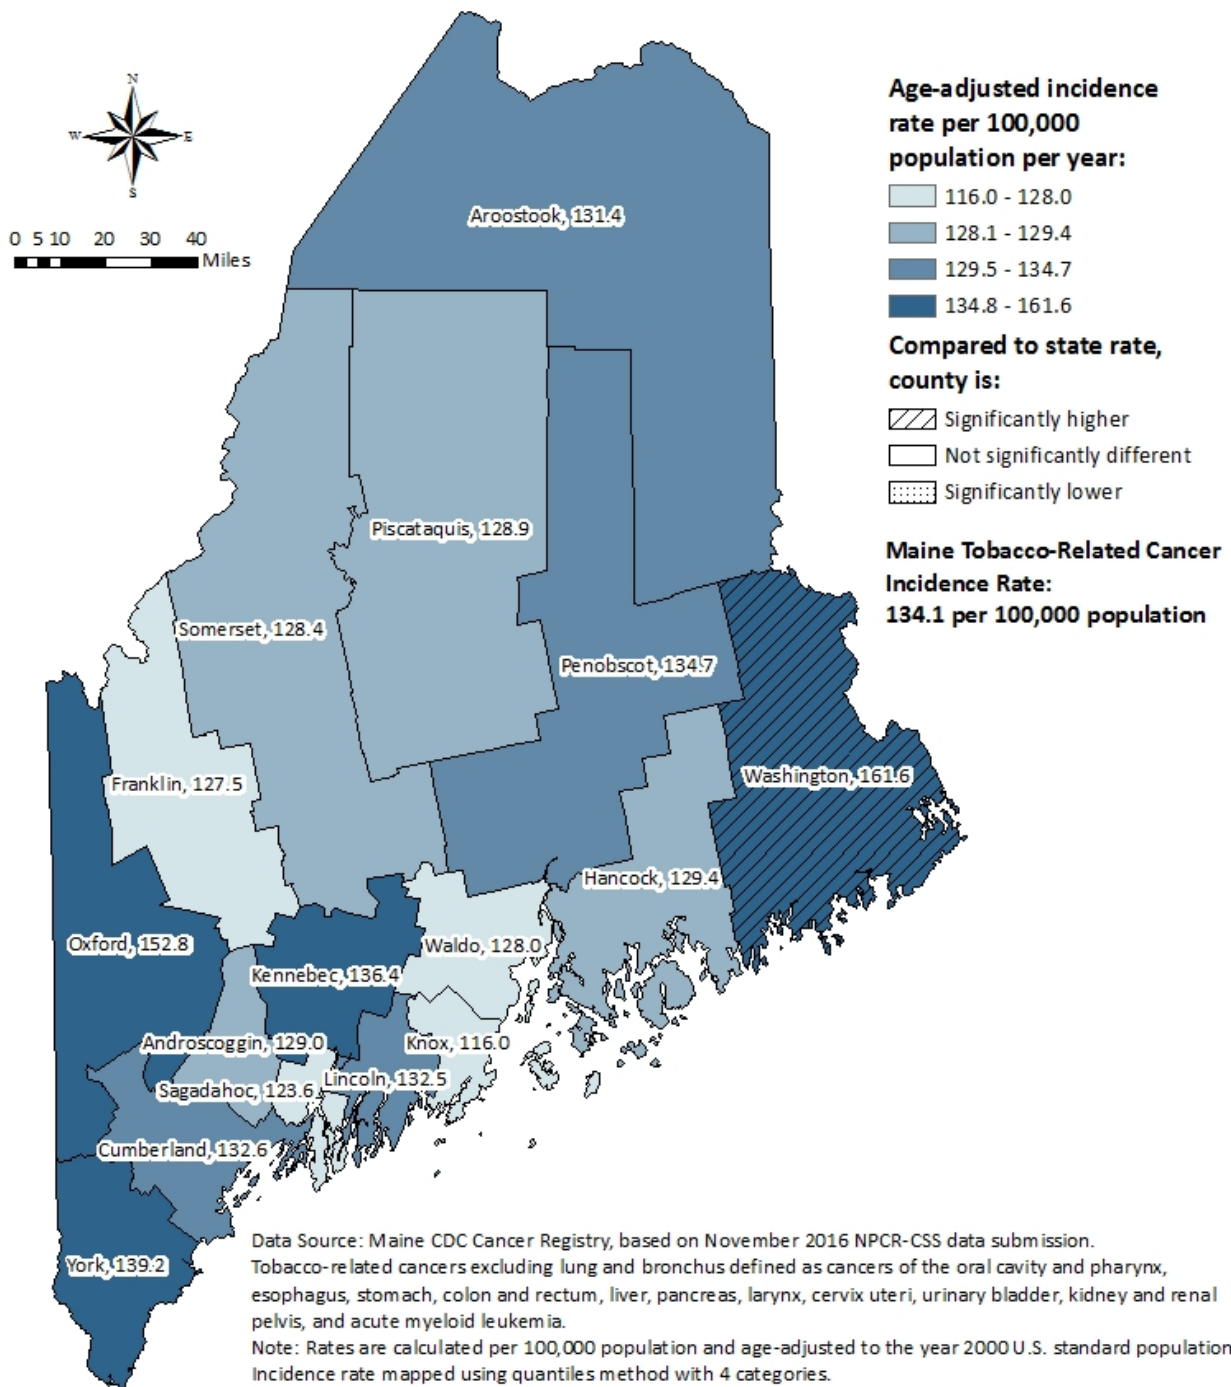 N
W E
S
0 5 10 20 30 40
Miles
Age-adjusted incidence
rate per 100,000
population per year:
116.0 - 128.0
128.1 - 129.4
129.5 - 134.7
134.8 - 161.6
Compared to state rate,
county is:
Significantly higher
Not significantly different
Significantly lower
Maine Tobacco-Related Cancer
Incidence Rate:
134.1 per 100,000 population
Aroostook, 131.4
Piscataquis, 128.9
Somerset, 128.4
Penobscot, 134.7
Franklin, 127.5
Washington, 161.6
Hancock, 129.4
Oxford, 152.8
Waldo, 128.0
Kennebec, 136.4
Androscoggin, 129.0
Knox, 116.0
Lincoln, 132.5
Sagadahoc, 123.6
Cumberland, 132.6
York, 139.2
Data Source: Maine CDC Cancer Registry, based on November 2016 NPCR-CSS data submission.
Tobacco-related cancers excluding lung and bronchus defined as cancers of the oral cavity and pharynx,
esophagus, stomach, colon and rectum, liver, pancreas, larynx, cervix uteri, urinary bladder, kidney and renal
pelvis, and acute myeloid leukemia.
Note: Rates are calculated per 100,000 population and age-adjusted to the year 2000 U.S. standard population
Incidence rate mapped using quantiles method with 4 categories.